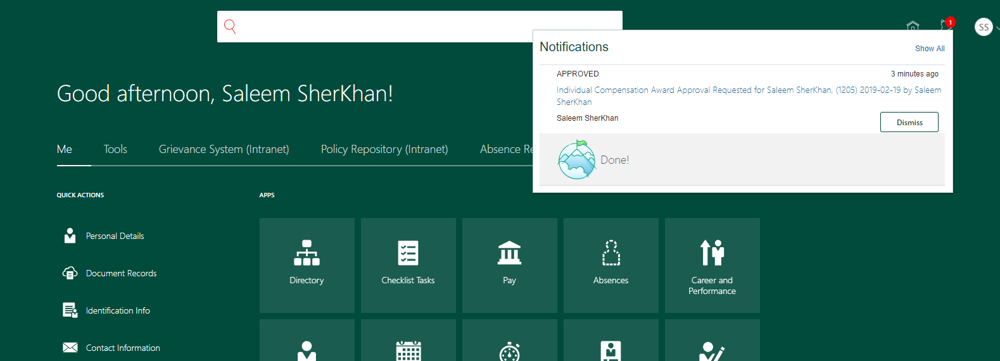 1
SS
Notifications
Show All
APPROVED
3 minutes ago
Individual Compensation Award Approval Requested for Saleem SherKhan, (1205) 2019-02-19 by Saleem
SherKhan
Saleem SherKhan
Dismiss
Done!
Good afternoon, Saleem SherKhan!
Me
Tools
Grievance System (Intranet)
Policy Repository (Intranet)
Absence
QUICK ACTIONS
Personal Details
Document Records
Identification Info
Contact Information
APPS
Directory
Checklist Tasks
Pay
Absences
Career and
Performance